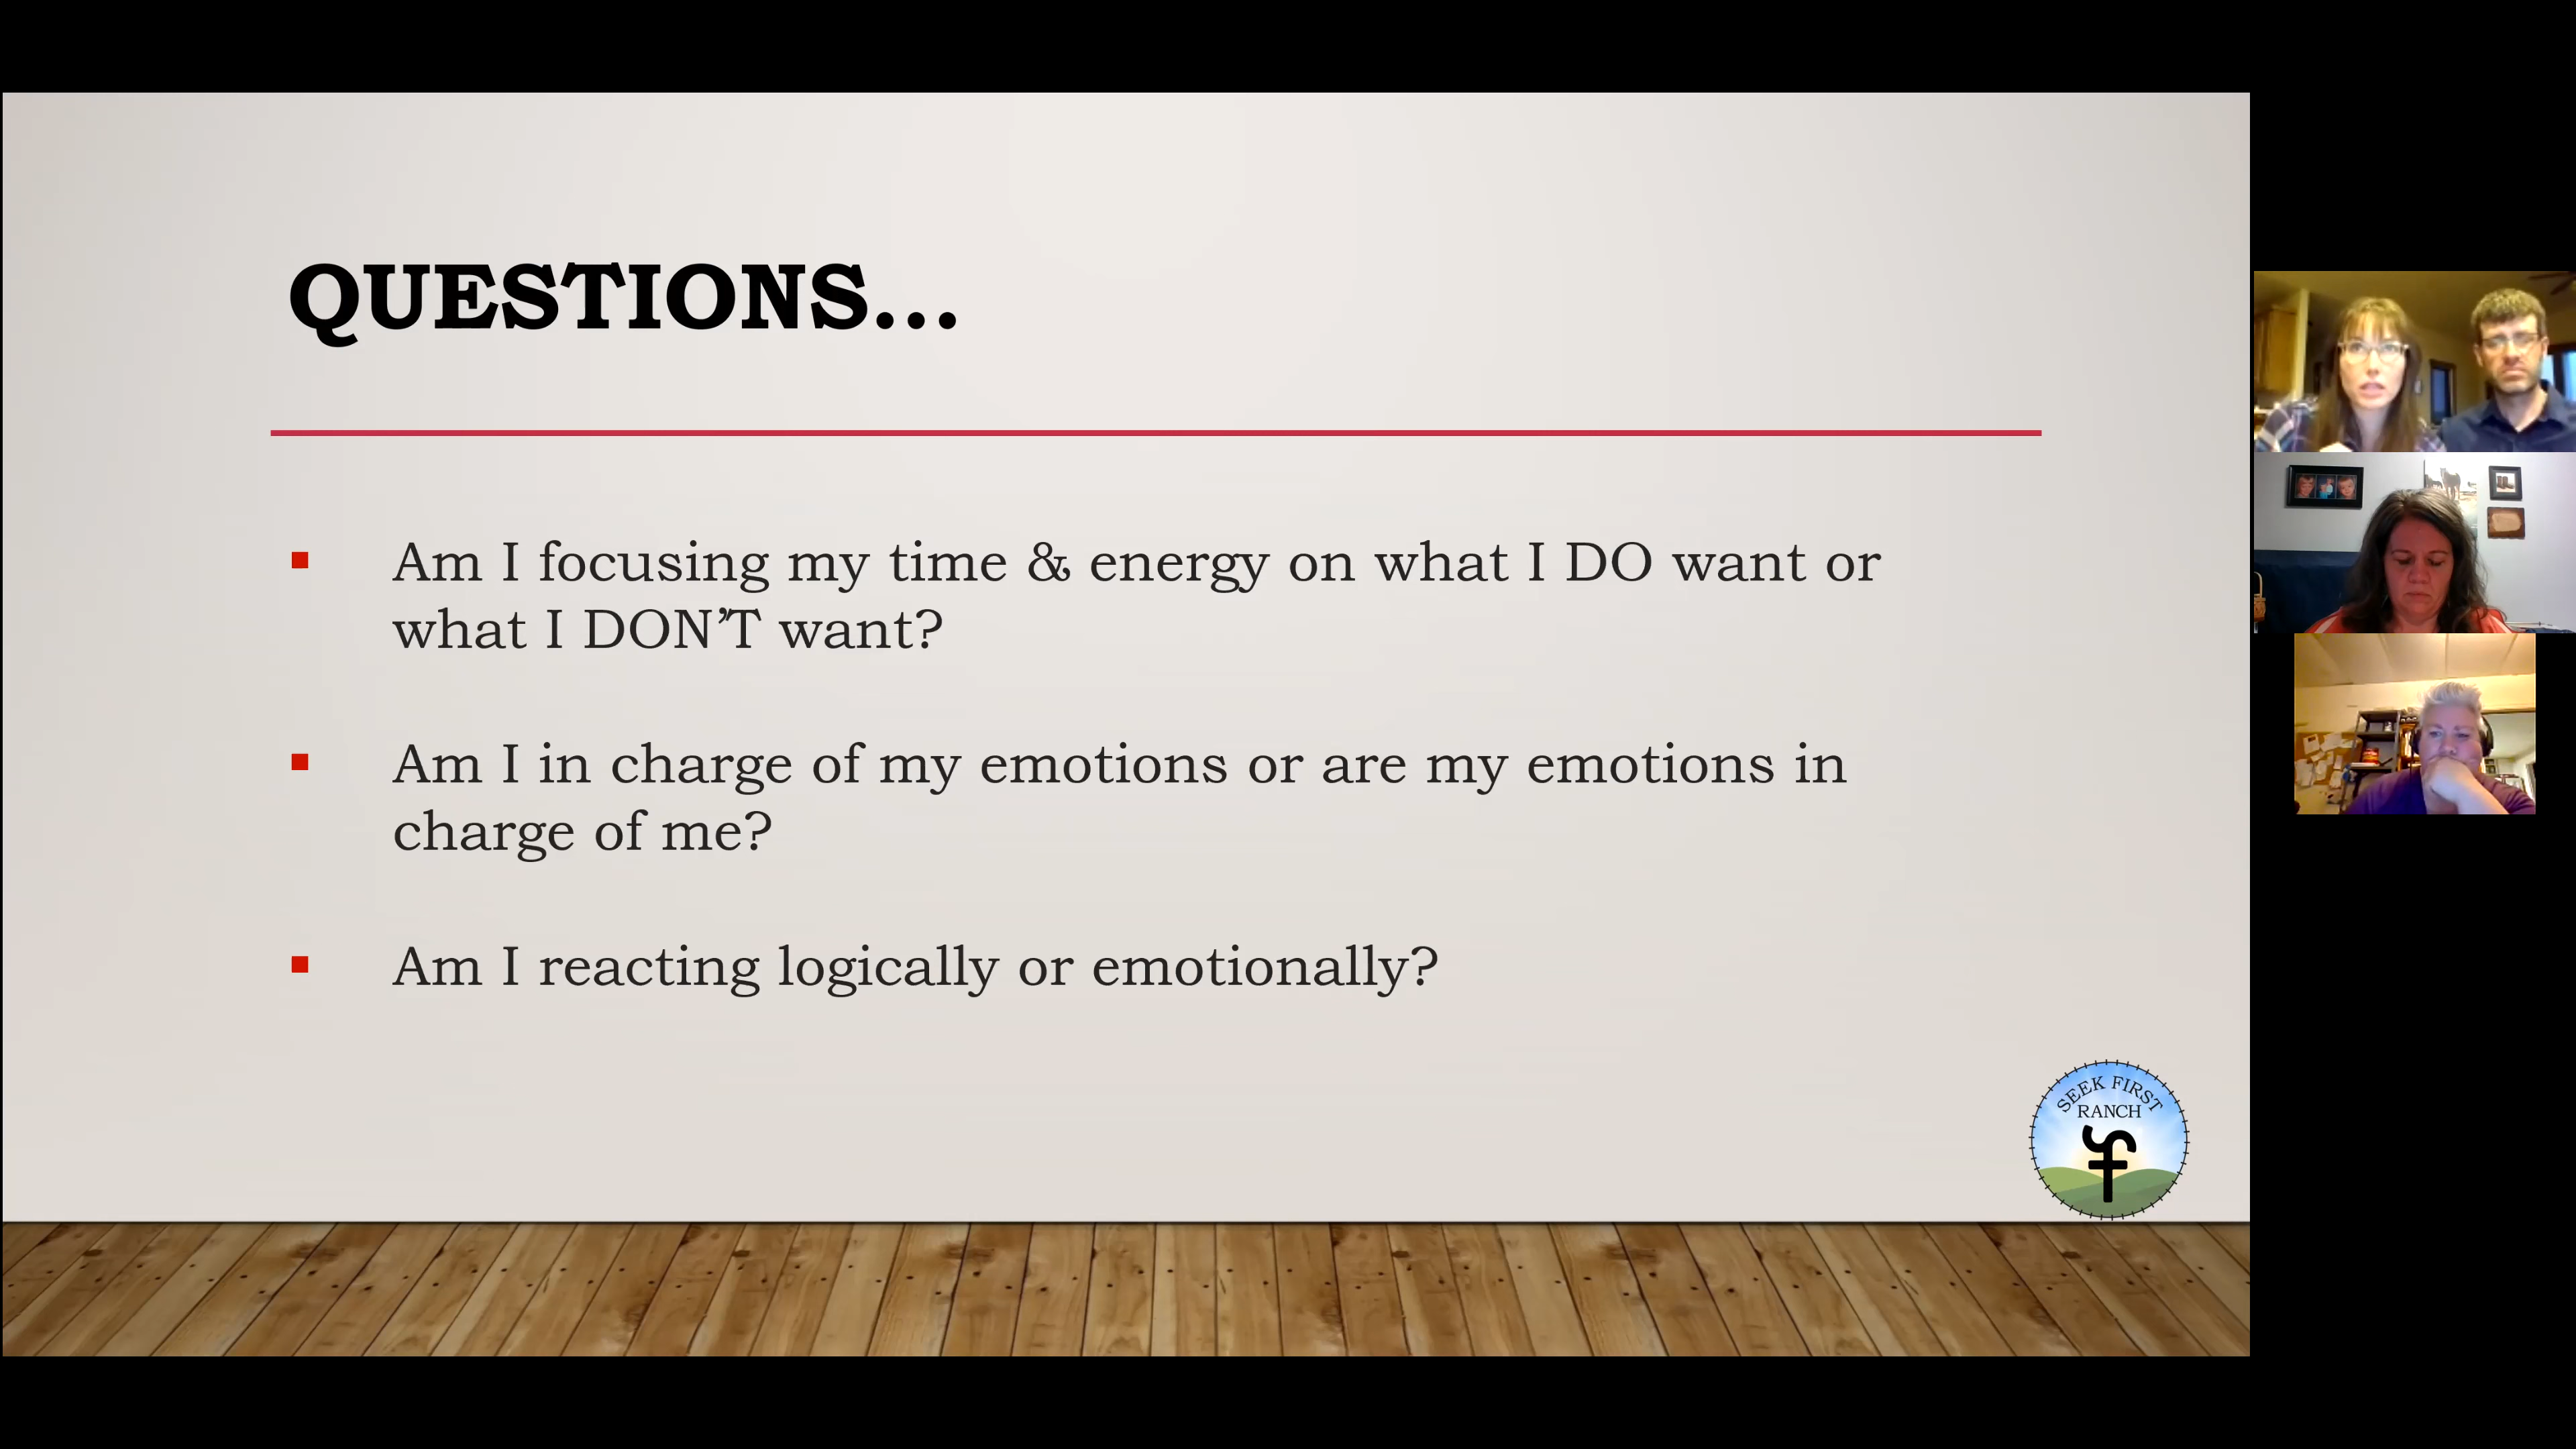 QUESTIONS...
Am I focusing my time & energy on what I DO want or
what I DON’T want?
Am I in charge of my emotions or are my emotions in
charge of me?
Am I reacting logically or emotionally?
SEEK FIRST
RANCH